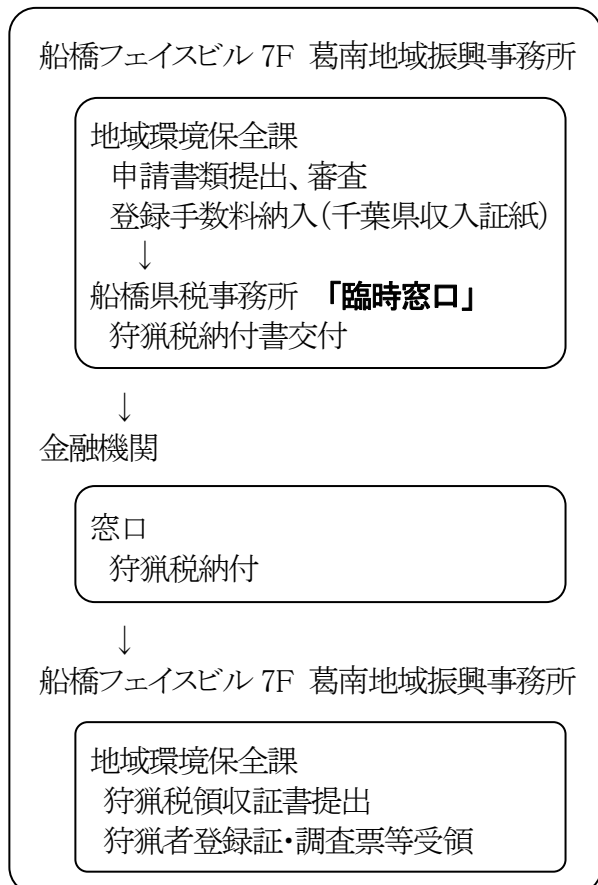 船橋フェイスビル 7F 葛南地域振興事務所
地域環境保全課
申請書類提出、審査
登録手数料納入(千葉県収入証紙)
↓
船橋県税事務所 「臨時窓口」
狩猟税納付書交付
↓
金融機関
窓口
狩猟税納付
↓
船橋フェイスビル 7F 葛南地域振興事務所
地域環境保全課
狩猟税領収証書提出
狩猟者登録証・調査票等受領